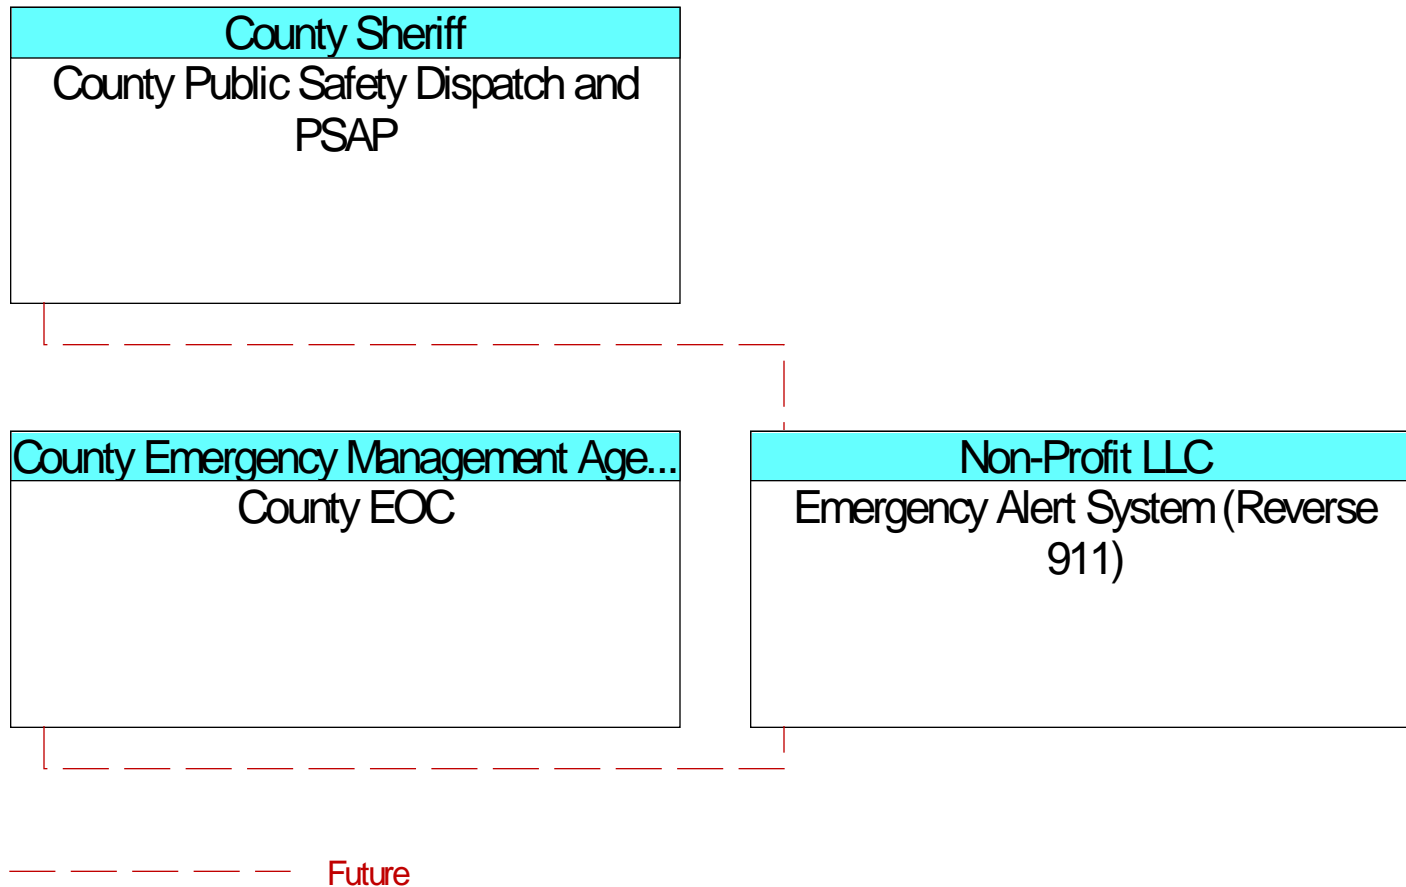 County Sheriff
County Public Safety Dispatch and
PSAP
County Emergency Management Age...
County EOC
Non-Profit LLC
Emergency Alert System (Reverse
911)
Future